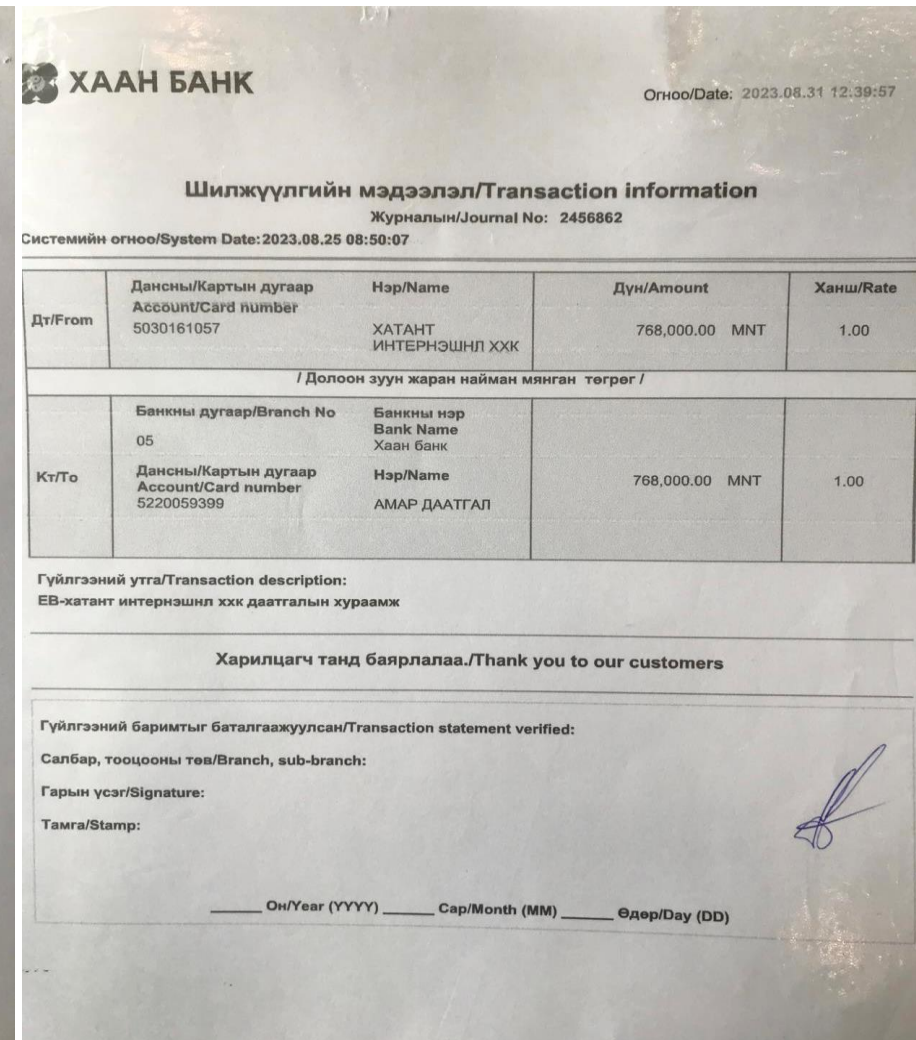 ХААН БАНК
Огноо/Date: 2023.08.31 12:39:57
Шилжүүлгийн мэдээлэл/Transaction information
Журналын/Journal No: 2456862
Системийн огноо/System Date:2023.08.25 08:50:07
Дансны/Картын дугаар Нэр/Name Дүн/Amount Ханш/Rate
Account/Card number
Дт/From 5030161057 ХАТАНТ 768,000.00 MNT 1.00
ИНТЕРНЭШНЛ ХХК
/ Долоон зуун жаран найман мянган төгрөг /
Банкны дугаар/Branch No Банкны нэр
Bank Name
05 Хаан банк
Кт/То Дансны/Картын дугаар Нэр/Name 768,000.00 MNT 1.00
Account/Card number
5220059399 АМАР ДААТГАЛ
Гүйлгээний утга/Transaction description:
ЕВ-хатант интернэшнл ххк даатгалын хураамж
Харилцагч танд баярлалаа./Thank you to our customers
Гүйлгээний баримтыг баталгаажуулсан/Transaction statement verified:
Салбар, тооцооны төв/Branch, sub-branch:
Гарын үсэг/Signature:
Тамга/Stamp:
______ Он/Year (YYYY) ______ Сар/Month (MM) ______ Өдөр/Day (DD)